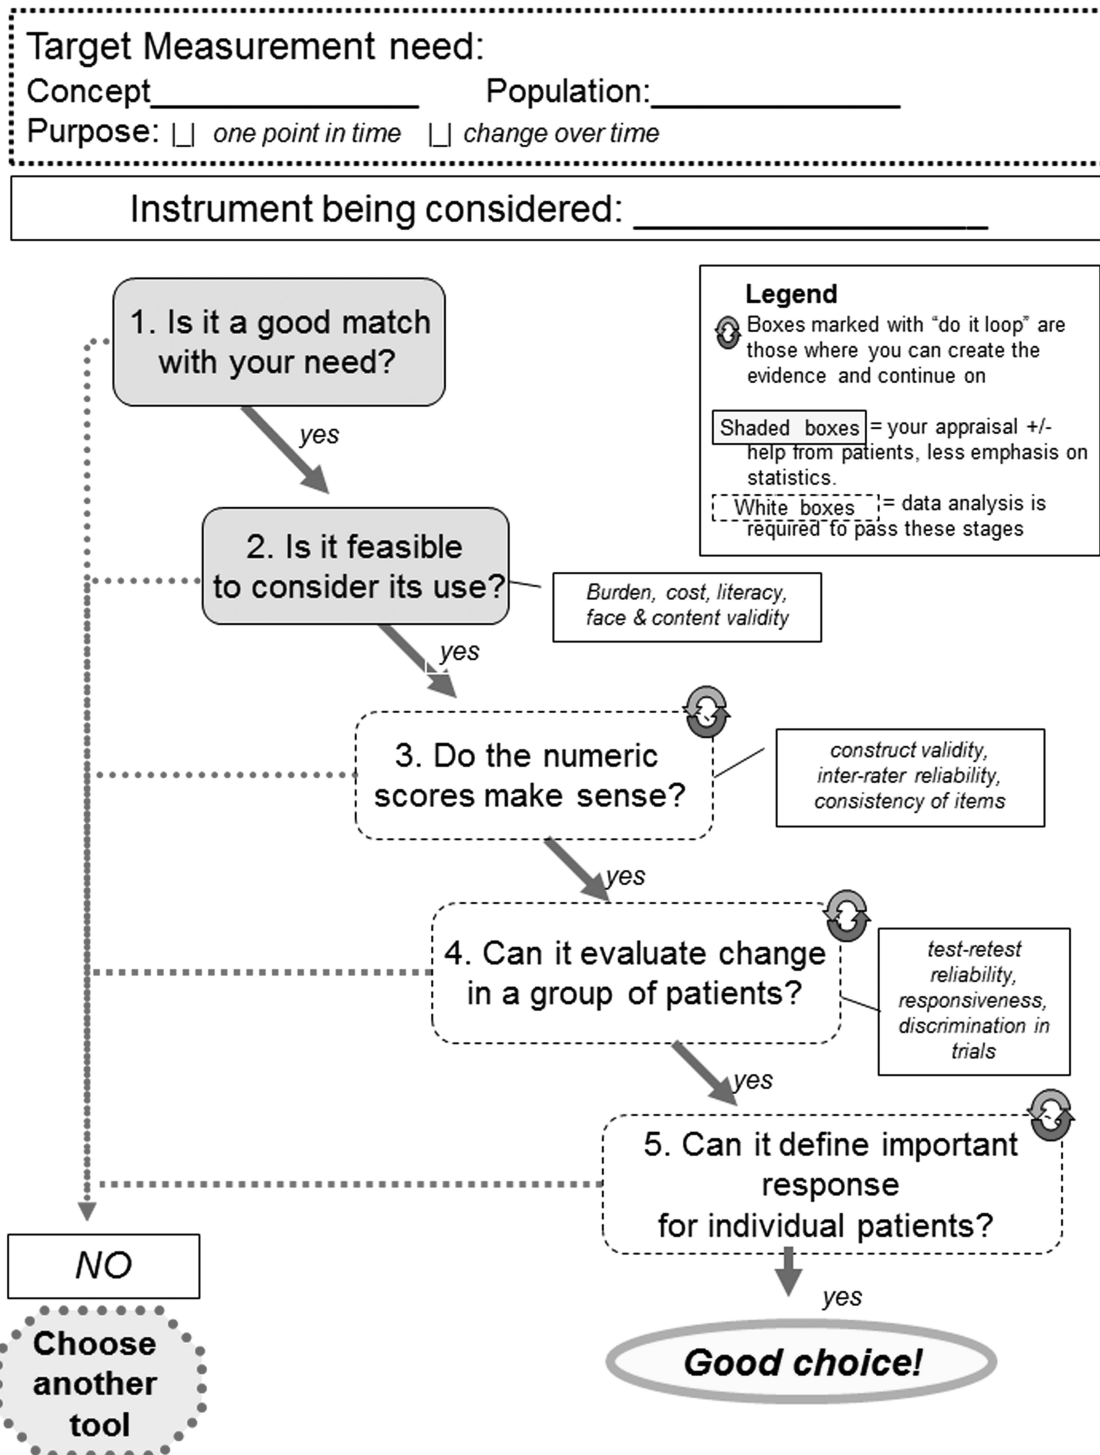 Target Measurement need:
Concept_______________ Population:______________
Purpose: |_| one point in time |_| change over time
Instrument being considered: _________________
Legend
Boxes marked with “do it loop” are
those where you can create the
evidence and continue on
Shaded boxes = your appraisal +/-
help from patients, less emphasis on
statistics.
White boxes = data analysis is
required to pass these stages
1. Is it a good match
with your need?
yes
2. Is it feasible
to consider its use?
Burden, cost, literacy,
face & content validity
yes
3. Do the numeric
scores make sense?
construct validity,
inter-rater reliability,
consistency of items
yes
4. Can it evaluate change
in a group of patients?
test-retest
reliability,
responsiveness,
discrimination in
trials
yes
5. Can it define important
response
for individual patients?
yes
NO
Choose
another
tool
Good choice!